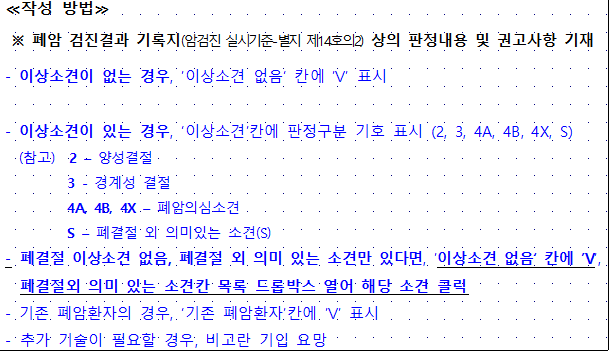 ≪작성 방법≫
※ 폐암 검진결과 기록지(암검진 실시기준-별지 제14호의2) 상의 판정내용 및 권고사항 기재
- 이상소견이 없는 경우, '이상소견 없음' 칸에 'V' 표시
- 이상소견이 있는 경우, '이상소견'칸에 판정구분 기호 표시 (2, 3, 4A, 4B, 4X, S)
(참고) 2 – 양성결절
3 - 경계성 결절
4A, 4B, 4X – 폐암의심소견
S – 폐결절 외 의미있는 소견(S)
- 폐결절 이상소견 없음, 폐결절 외 의미 있는 소견만 있다면, '이상소견 없음' 칸에 'V',
폐결절외 의미 있는 소견칸 목록 드롭박스 열어 해당 소견 클릭
- 기존 폐암환자의 경우, '기존 폐암환자'칸에 'V' 표시
- 추가 기술이 필요할 경우, 비고란 기입 요망